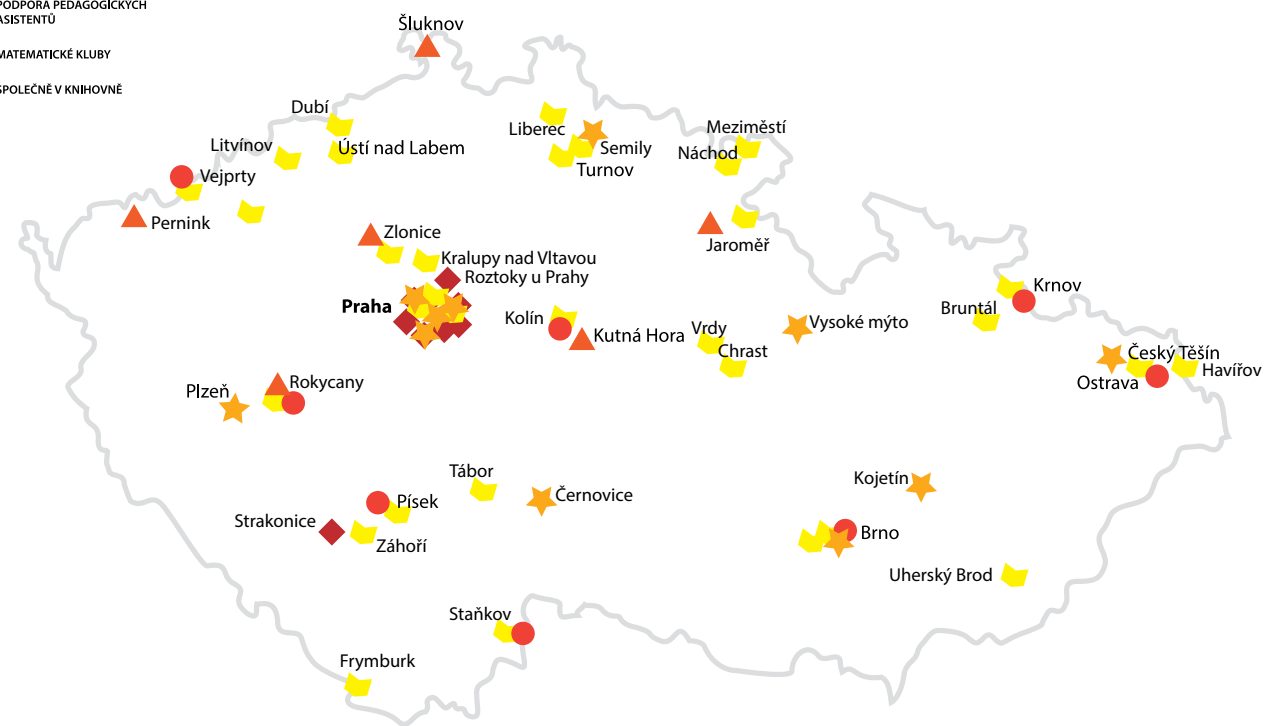 PODPORA PEDAGOGICKÝCH
ASISTENTŮ
MATEMATICKÉ KLUBY
SPOLEČNĚ V KNIHOVNĚ
Šluknov
Dubí
Litvínov
Ústí nad Labem
Vejprty
Pernink
Liberec
Semily
Turnov
Meziměstí
Náchod
Jaroměř
Zlonice
Kralupy nad Vltavou
Roztoky u Prahy
Praha
Kolín
Kutná Hora
Vrdy
Chrast
Vysoké mýto
Krnov
Bruntál
Český Těšín
Havířov
Ostrava
Plzeň
Rokycany
Tábor
Černovice
Písek
Strakonice
Záhoří
Kojetín
Brno
Uherský Brod
Staňkov
Frymburk